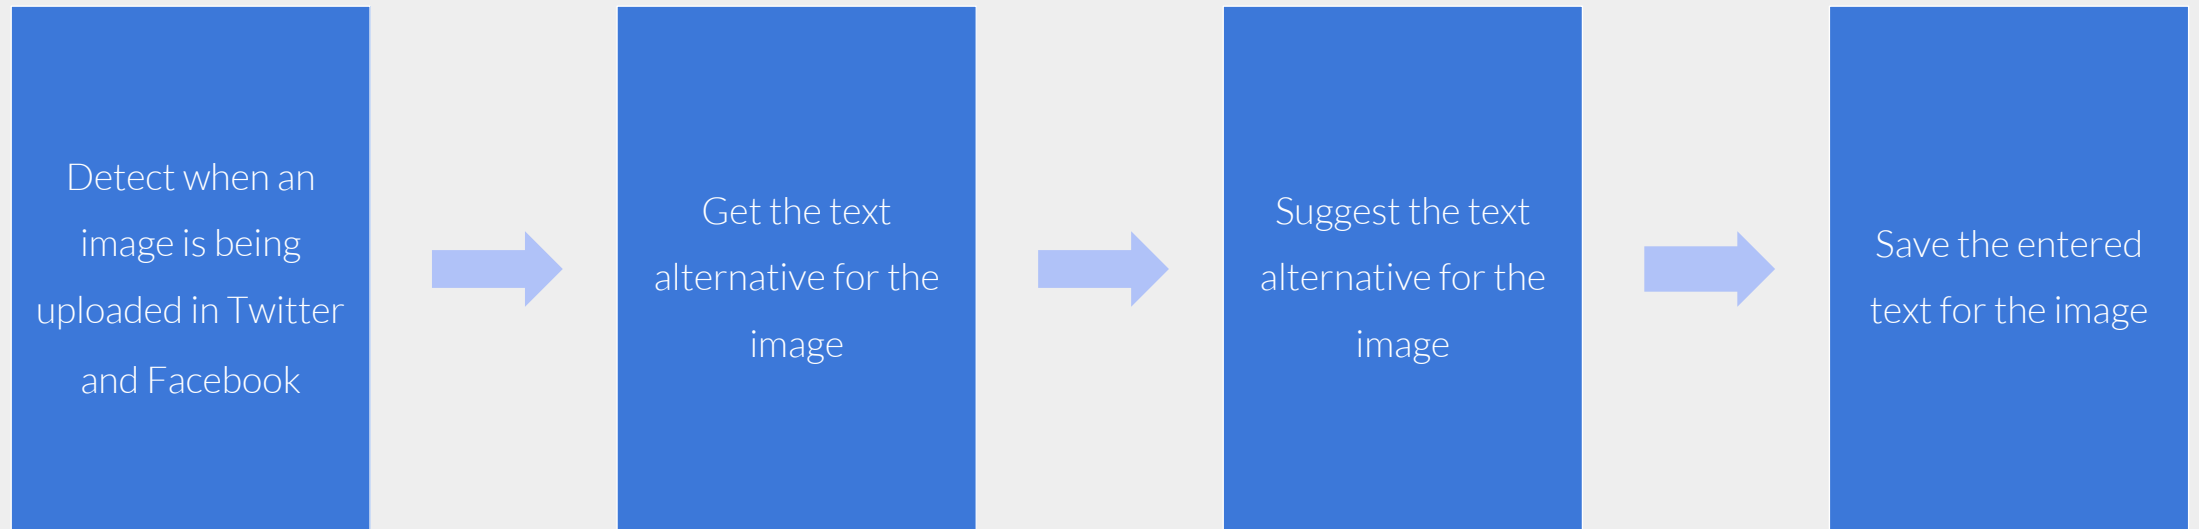 Detect when an
image is being
uploaded in Twitter
and Facebook
Get the text
alternative for the
image
Suggest the text
alternative for the
image
Save the entered
text for the image